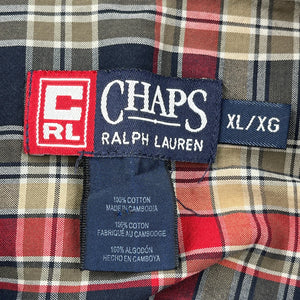 C
RL
CHAPS
RALPH LAUREN
XL/XG
100% COTTON
MADE IN CAMBODIA
100% COTON
FABRIQUÉ AU CAMBODGE
100% ALGODÓN
HECHO EN CAMBOYA